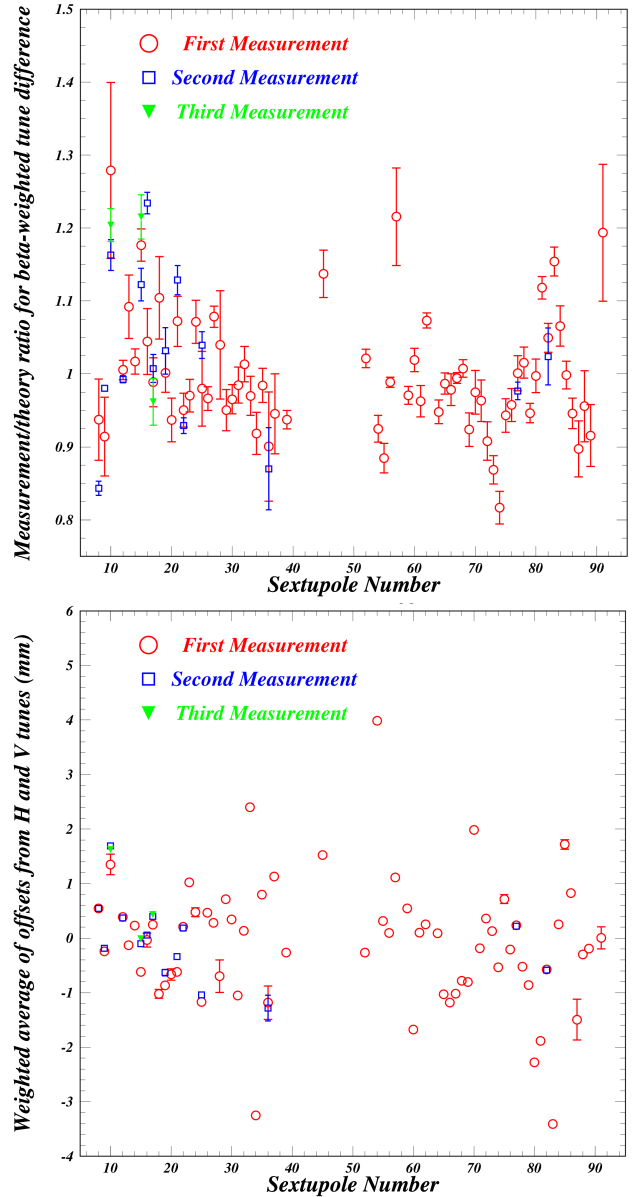 Measurement/theory ratio for beta-weighted tune difference
1.5
1.4
1.3
1.2
1.1
1
0.9
0.8
First Measurement
Second Measurement
Third Measurement
10 20 30 40 50 60 70 80 90
Sextupole Number
Weighted average of offsets from H and V tunes (mm)
6
5
4
3
2
1
0
-1
-2
-3
-4
First Measurement
Second Measurement
Third Measurement
10 20 30 40 50 60 70 80 90
Sextupole Number